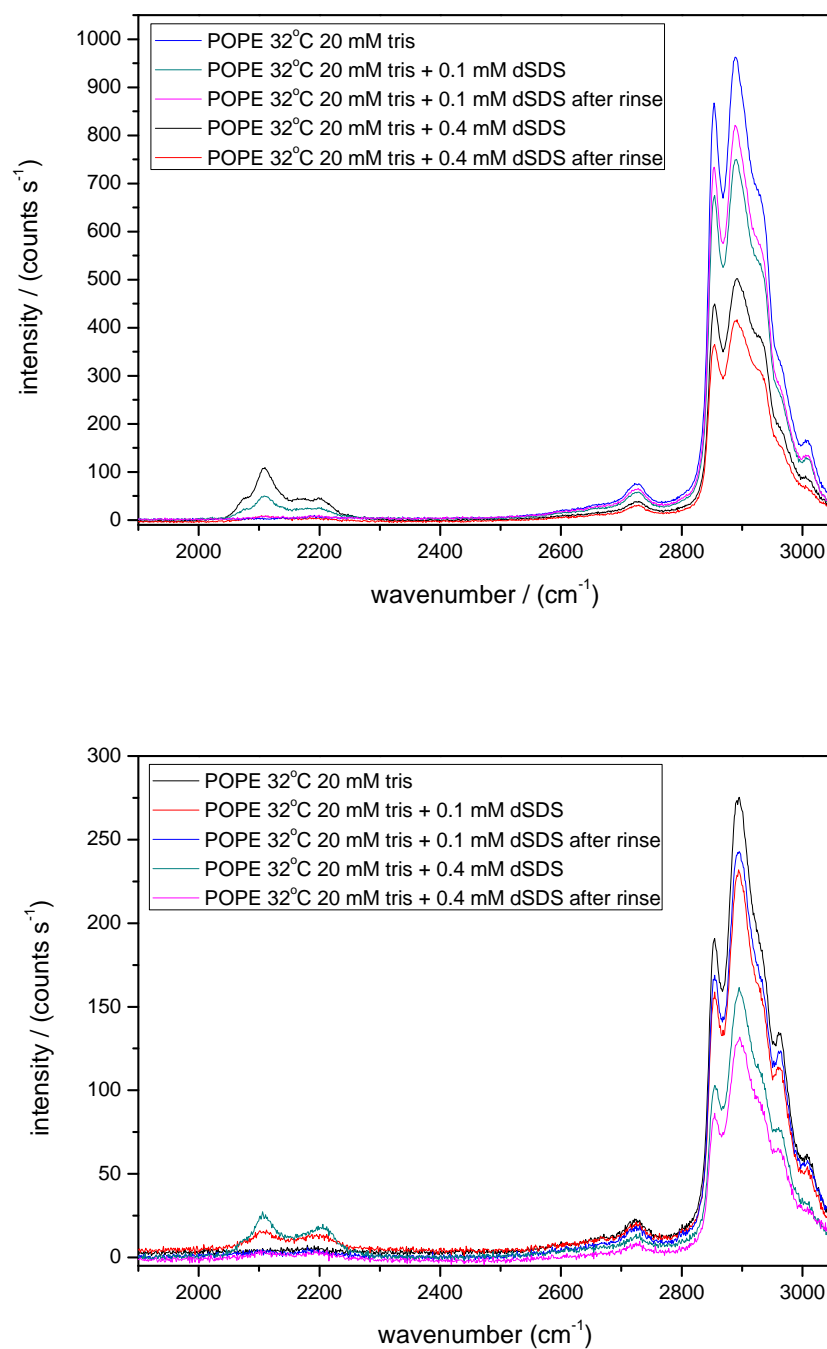 1000
900
800
700
600
500
400
300
200
100
0
intensity / (counts s⁻¹)
POPE 32°C 20 mM tris
POPE 32°C 20 mM tris + 0.1 mM dSDS
POPE 32°C 20 mM tris + 0.1 mM dSDS after rinse
POPE 32°C 20 mM tris + 0.4 mM dSDS
POPE 32°C 20 mM tris + 0.4 mM dSDS after rinse
2000 2200 2400 2600 2800 3000
wavenumber / (cm⁻¹)
300
250
200
150
100
50
0
intensity / (counts s⁻¹)
POPE 32°C 20 mM tris
POPE 32°C 20 mM tris + 0.1 mM dSDS
POPE 32°C 20 mM tris + 0.1 mM dSDS after rinse
POPE 32°C 20 mM tris + 0.4 mM dSDS
POPE 32°C 20 mM tris + 0.4 mM dSDS after rinse
2000 2200 2400 2600 2800 3000
wavenumber (cm⁻¹)